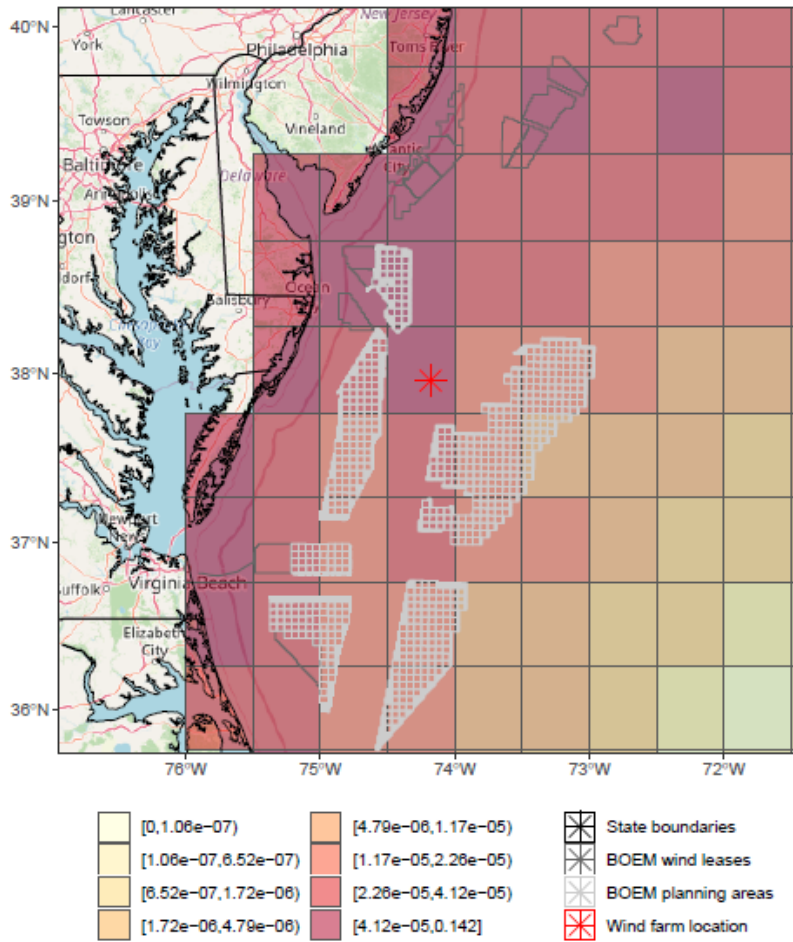 Lancaster
New Jersey
40°N
York
Philadelphia
Toms River
Wilmington
Towson
Vineland
Baltimore
Atlantic
City
Delaware
39°N
gton
Ocean
Salisbury
38°N
37°N
Virginia Beach
Suffolk
Elizabeth
City
36°N
76°W 75°W 74°W 73°W 72°W
[0,1.06e−07) [4.79e−06,1.17e−05) State boundaries
[1.06e−07,6.52e−07) [1.17e−05,2.26e−05) BOEM wind leases
[6.52e−07,1.72e−06) [2.26e−05,4.12e−05) BOEM planning areas
[1.72e−06,4.79e−06) [4.12e−05,0.142] Wind farm location